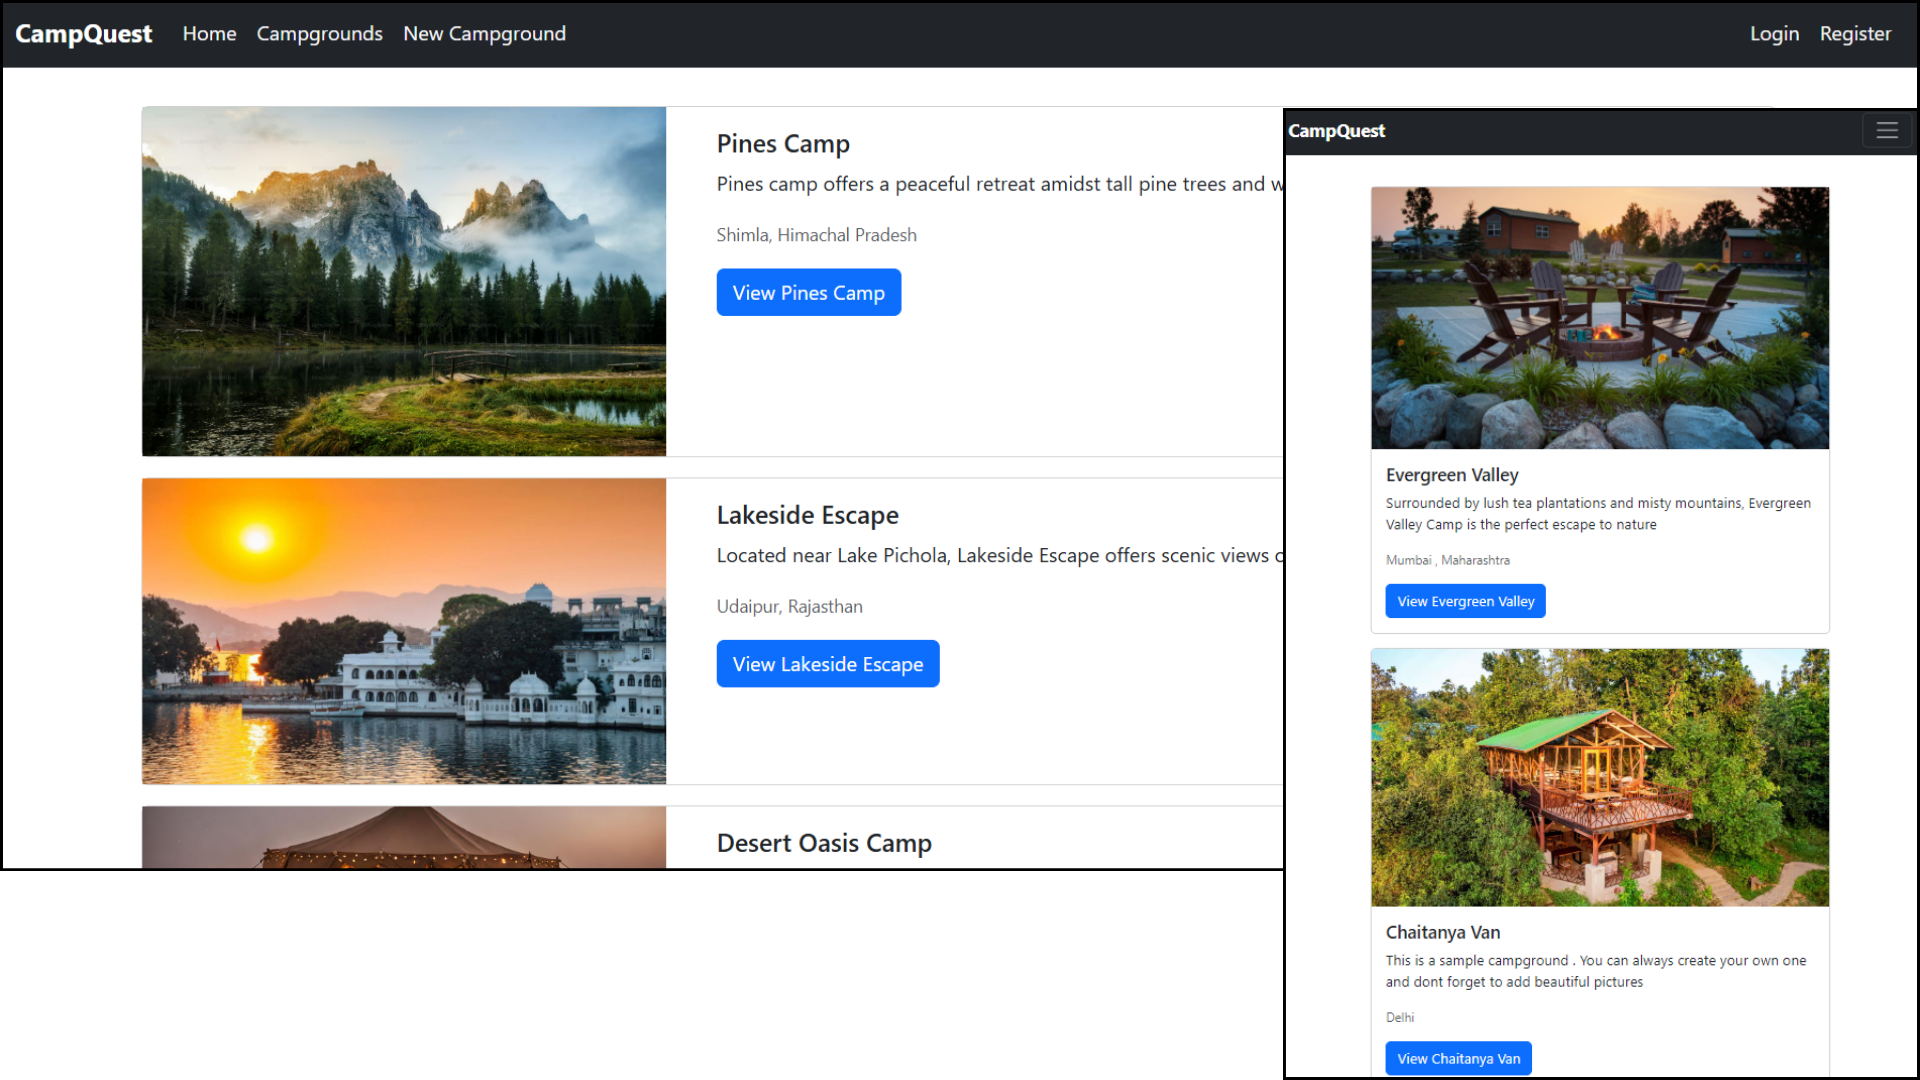 CampQuest Home Campgrounds New Campground Login Register
Pines Camp
Pines camp offers a peaceful retreat amidst tall pine trees and w
Shimla, Himachal Pradesh
View Pines Camp
Lakeside Escape
Located near Lake Pichola, Lakeside Escape offers scenic views
Udaipur, Rajasthan
View Lakeside Escape
Desert Oasis Camp
CampQuest
Evergreen Valley
Surrounded by lush tea plantations and misty mountains, Evergreen
Valley Camp is the perfect escape to nature
Mumbai , Maharashtra
View Evergreen Valley
Chaitanya Van
This is a sample campground . You can always create your own one
and dont forget to add beautiful pictures
Delhi
View Chaitanya Van